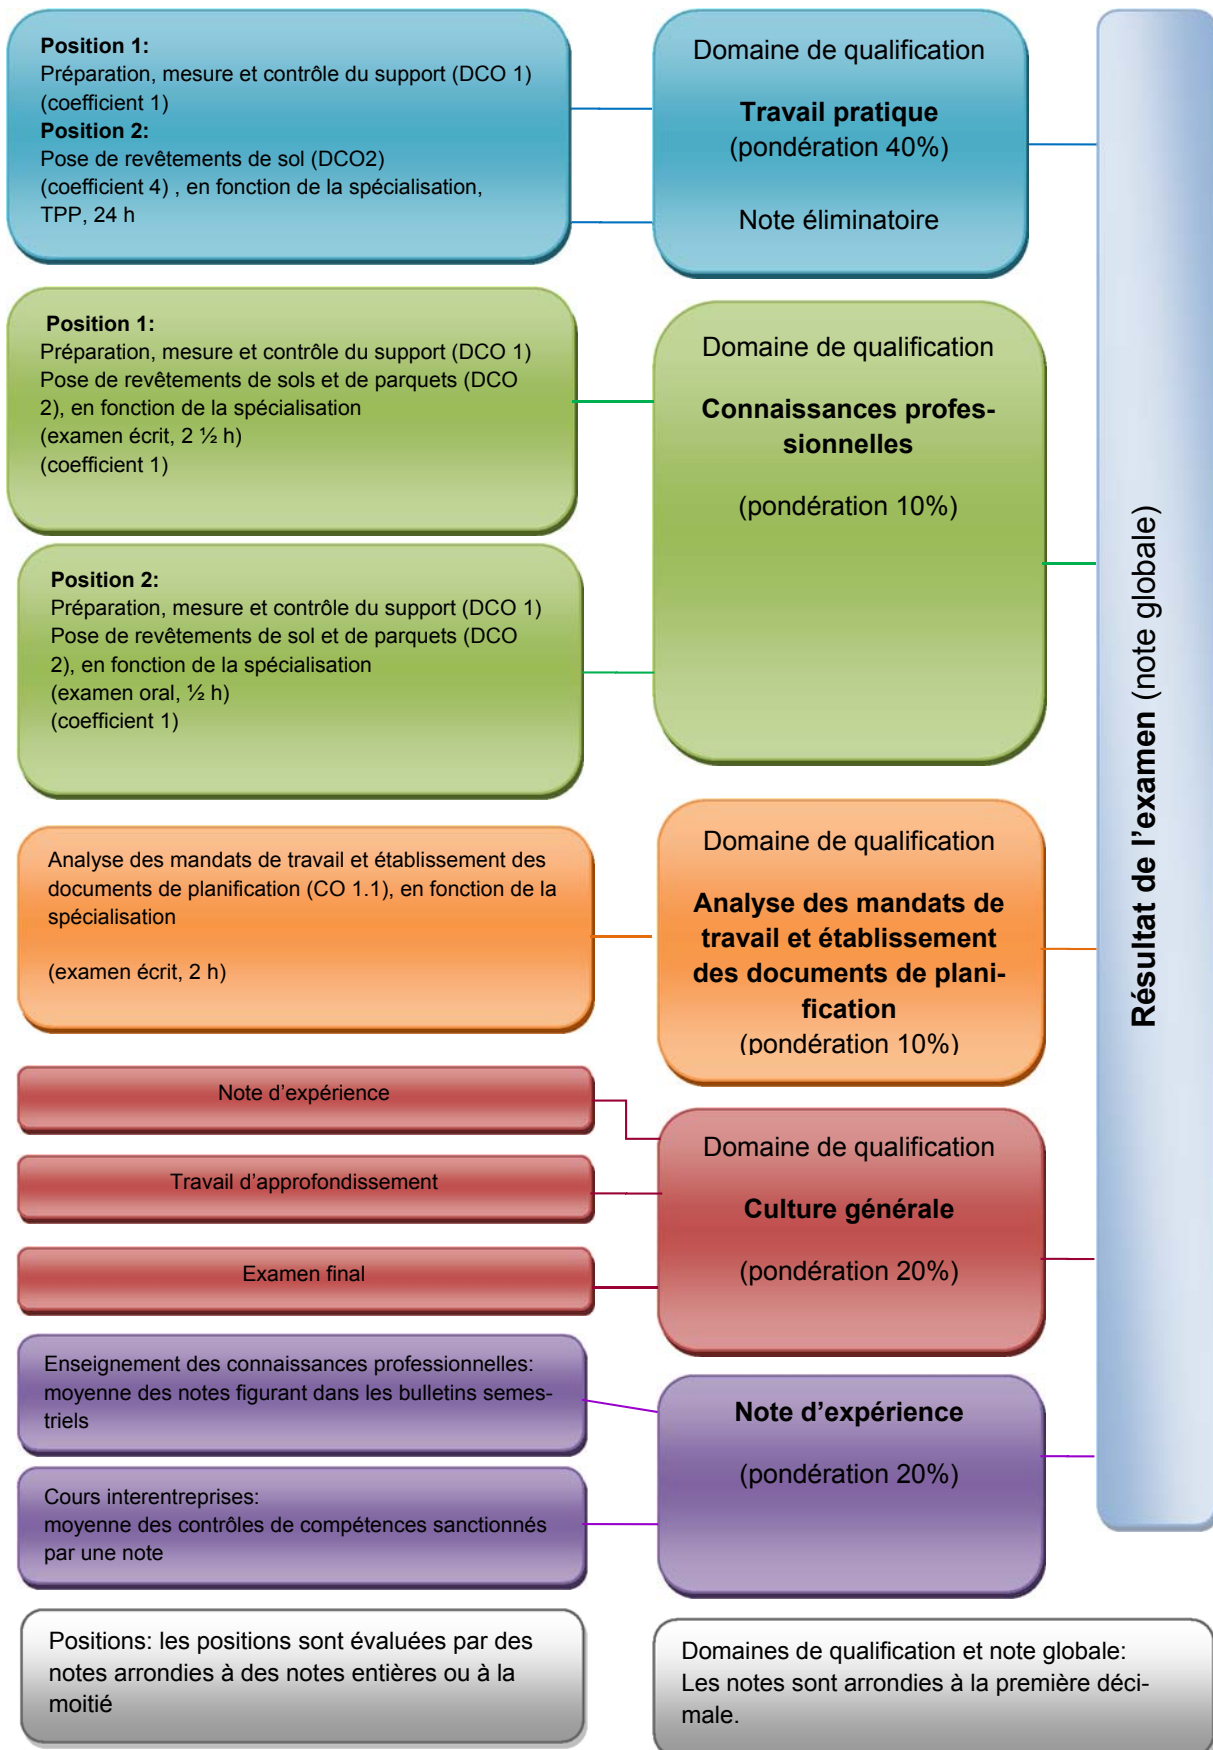 Position 1:
Préparation, mesure et contrôle du support (DCO 1)
(coefficient 1)
Position 2:
Pose de revêtements de sol (DCO2)
(coefficient 4) , en fonction de la spécialisation,
TPP, 24 h
Domaine de qualification
Travail pratique
(pondération 40%)
Note éliminatoire
Position 1:
Préparation, mesure et contrôle du support (DCO 1)
Pose de revêtements de sols et de parquets (DCO
2), en fonction de la spécialisation
(examen écrit, 2 ½ h)
(coefficient 1)
Position 2:
Préparation, mesure et contrôle du support (DCO 1)
Pose de revêtements de sol et de parquets (DCO
2), en fonction de la spécialisation
(examen oral, ½ h)
(coefficient 1)
Domaine de qualification
Connaissances profes-
sionnelles
(pondération 10%)
Analyse des mandats de travail et établissement des
documents de planification (CO 1.1), en fonction de la
spécialisation
(examen écrit, 2 h)
Domaine de qualification
Analyse des mandats de
travail et établissement
des documents de plani-
fication
(pondération 10%)
Note d’expérience
Travail d’approfondissement
Examen final
Domaine de qualification
Culture générale
(pondération 20%)
Enseignement des connaissances professionnelles:
moyenne des notes figurant dans les bulletins semes-
triels
Cours interentreprises:
moyenne des contrôles de compétences sanctionnés
par une note
Note d’expérience
(pondération 20%)
Résultat de l’examen (note globale)
Positions: les positions sont évaluées par des
notes arrondies à des notes entières ou à la
moitié
Domaines de qualification et note globale:
Les notes sont arrondies à la première déci-
male.